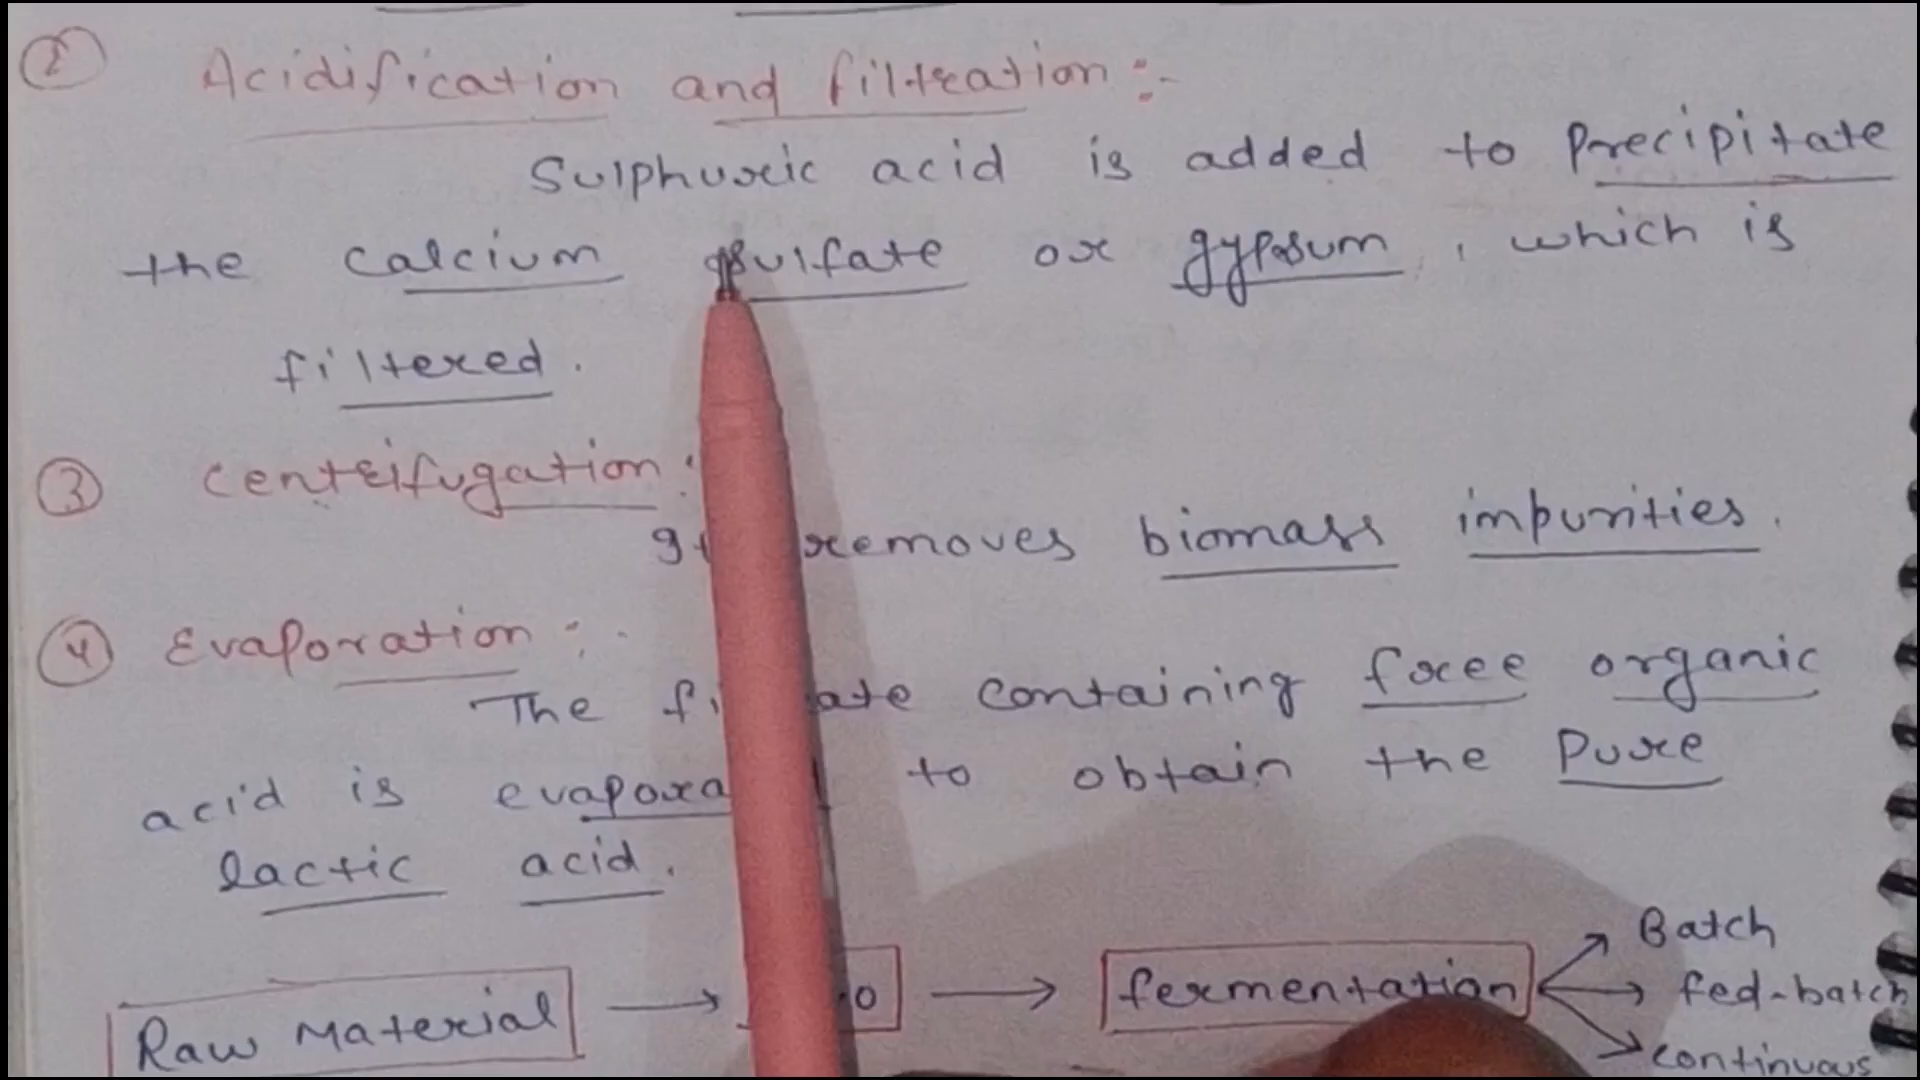 ② Acidification and filtration :-
Sulphuric acid is added to Precipitate
the calcium sulfate or gypsum , which is
filtered .
③ Centrifugation :
removes biomass impurities .
④ Evaporation :-
The containing free organic
acid is to obtain the Pure
lactic acid .
Batch
Raw Material → → fermentation → fed-batch
continuous